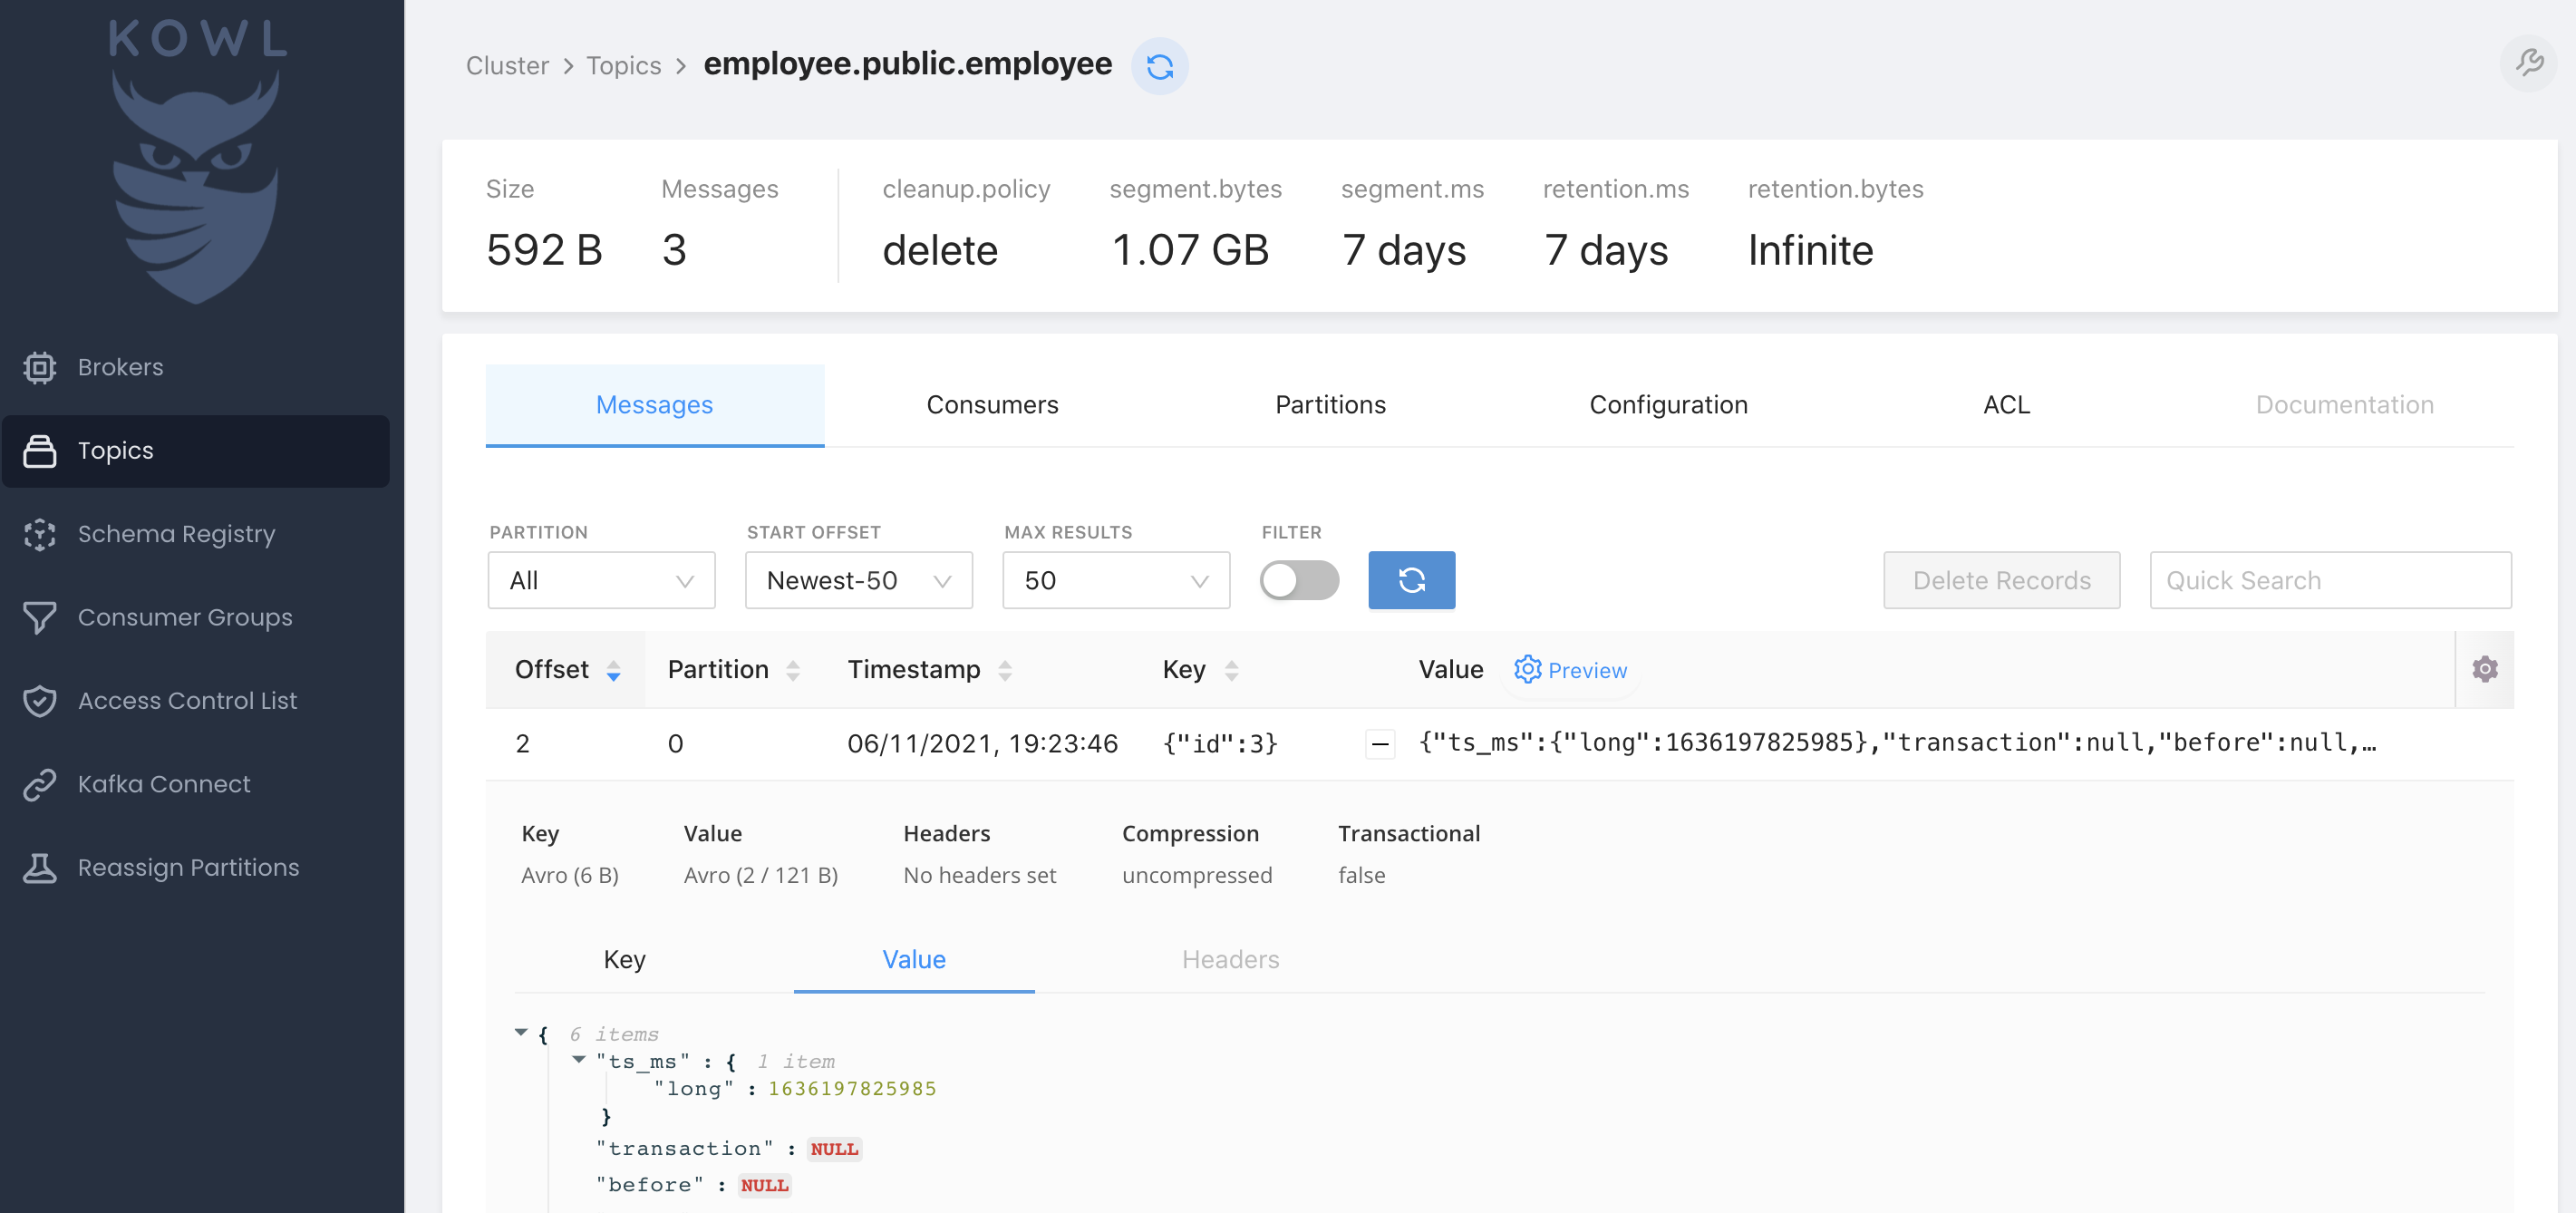 KOWL
Brokers
Topics
Schema Registry
Consumer Groups
Access Control List
Kafka Connect
Reassign Partitions
Cluster > Topics > employee.public.employee
Size Messages cleanup.policy segment.bytes segment.ms retention.ms retention.bytes
592 B 3 delete 1.07 GB 7 days 7 days Infinite
Messages Consumers Partitions Configuration ACL Documentation
PARTITION START OFFSET MAX RESULTS FILTER
All Newest-50 50 Delete Records Quick Search
Offset Partition Timestamp Key Value Preview
2 0 06/11/2021, 19:23:46 {"id":3} {"ts_ms":{"long":1636197825985},"transaction":null,"before":null,…
Key Value Headers Compression Transactional
Avro (6 B) Avro (2 / 121 B) No headers set uncompressed false
Key Value Headers
{ 6 items
"ts_ms" : { 1 item
"long" : 1636197825985
}
"transaction" : NULL
"before" : NULL